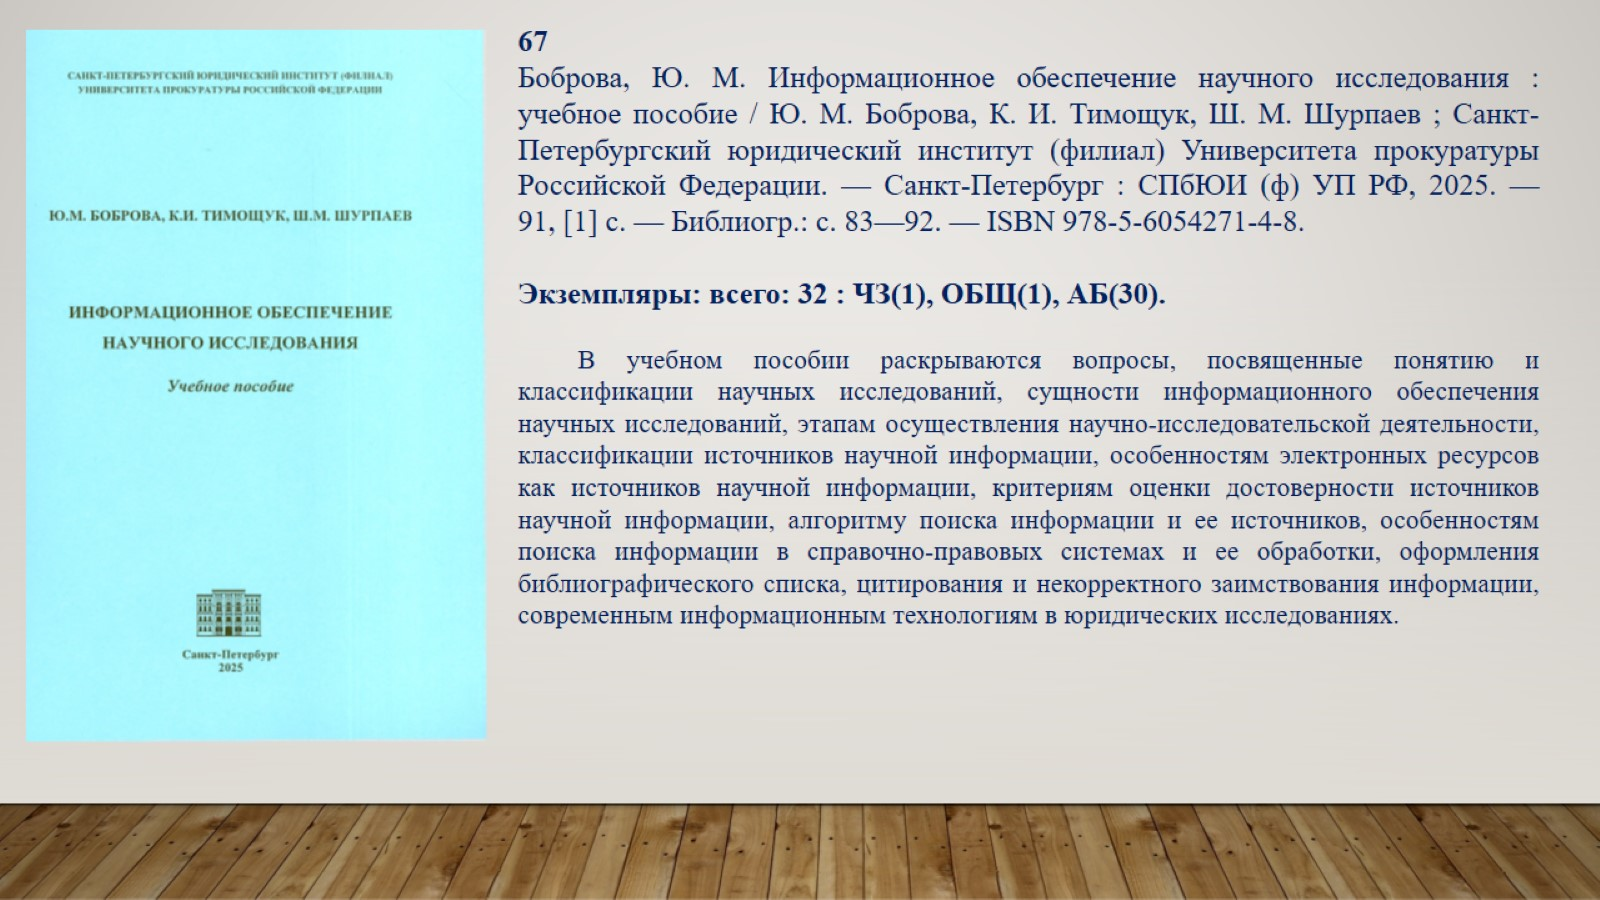 САНКТ-ПЕТЕРБУРГСКИЙ ЮРИДИЧЕСКИЙ ИНСТИТУТ (ФИЛИАЛ)
УНИВЕРСИТЕТА ПРОКУРАТУРЫ РОССИЙСКОЙ ФЕДЕРАЦИИ
Ю.М. БОБРОВА, К.И. ТИМОЩУК, Ш.М. ШУРПАЕВ
ИНФОРМАЦИОННОЕ ОБЕСПЕЧЕНИЕ
НАУЧНОГО ИССЛЕДОВАНИЯ
Учебное пособие
Санкт-Петербург
2025
67
Боброва, Ю. М. Информационное обеспечение научного исследования :
учебное пособие / Ю. М. Боброва, К. И. Тимощук, Ш. М. Шурпаев ; Санкт-
Петербургский юридический институт (филиал) Университета прокуратуры
Российской Федерации. — Санкт-Петербург : СПбЮИ (ф) УП РФ, 2025. —
91, [1] с. — Библиогр.: с. 83—92. — ISBN 978-5-6054271-4-8.
Экземпляры: всего: 32 : ЧЗ(1), ОБЩ(1), АБ(30).
В учебном пособии раскрываются вопросы, посвященные понятию и
классификации научных исследований, сущности информационного обеспечения
научных исследований, этапам осуществления научно-исследовательской деятельности,
классификации источников научной информации, особенностям электронных ресурсов
как источников научной информации, критериям оценки достоверности источников
научной информации, алгоритму поиска информации и ее источников, особенностям
поиска информации в справочно-правовых системах и ее обработки, оформления
библиографического списка, цитирования и некорректного заимствования информации,
современным информационным технологиям в юридических исследованиях.